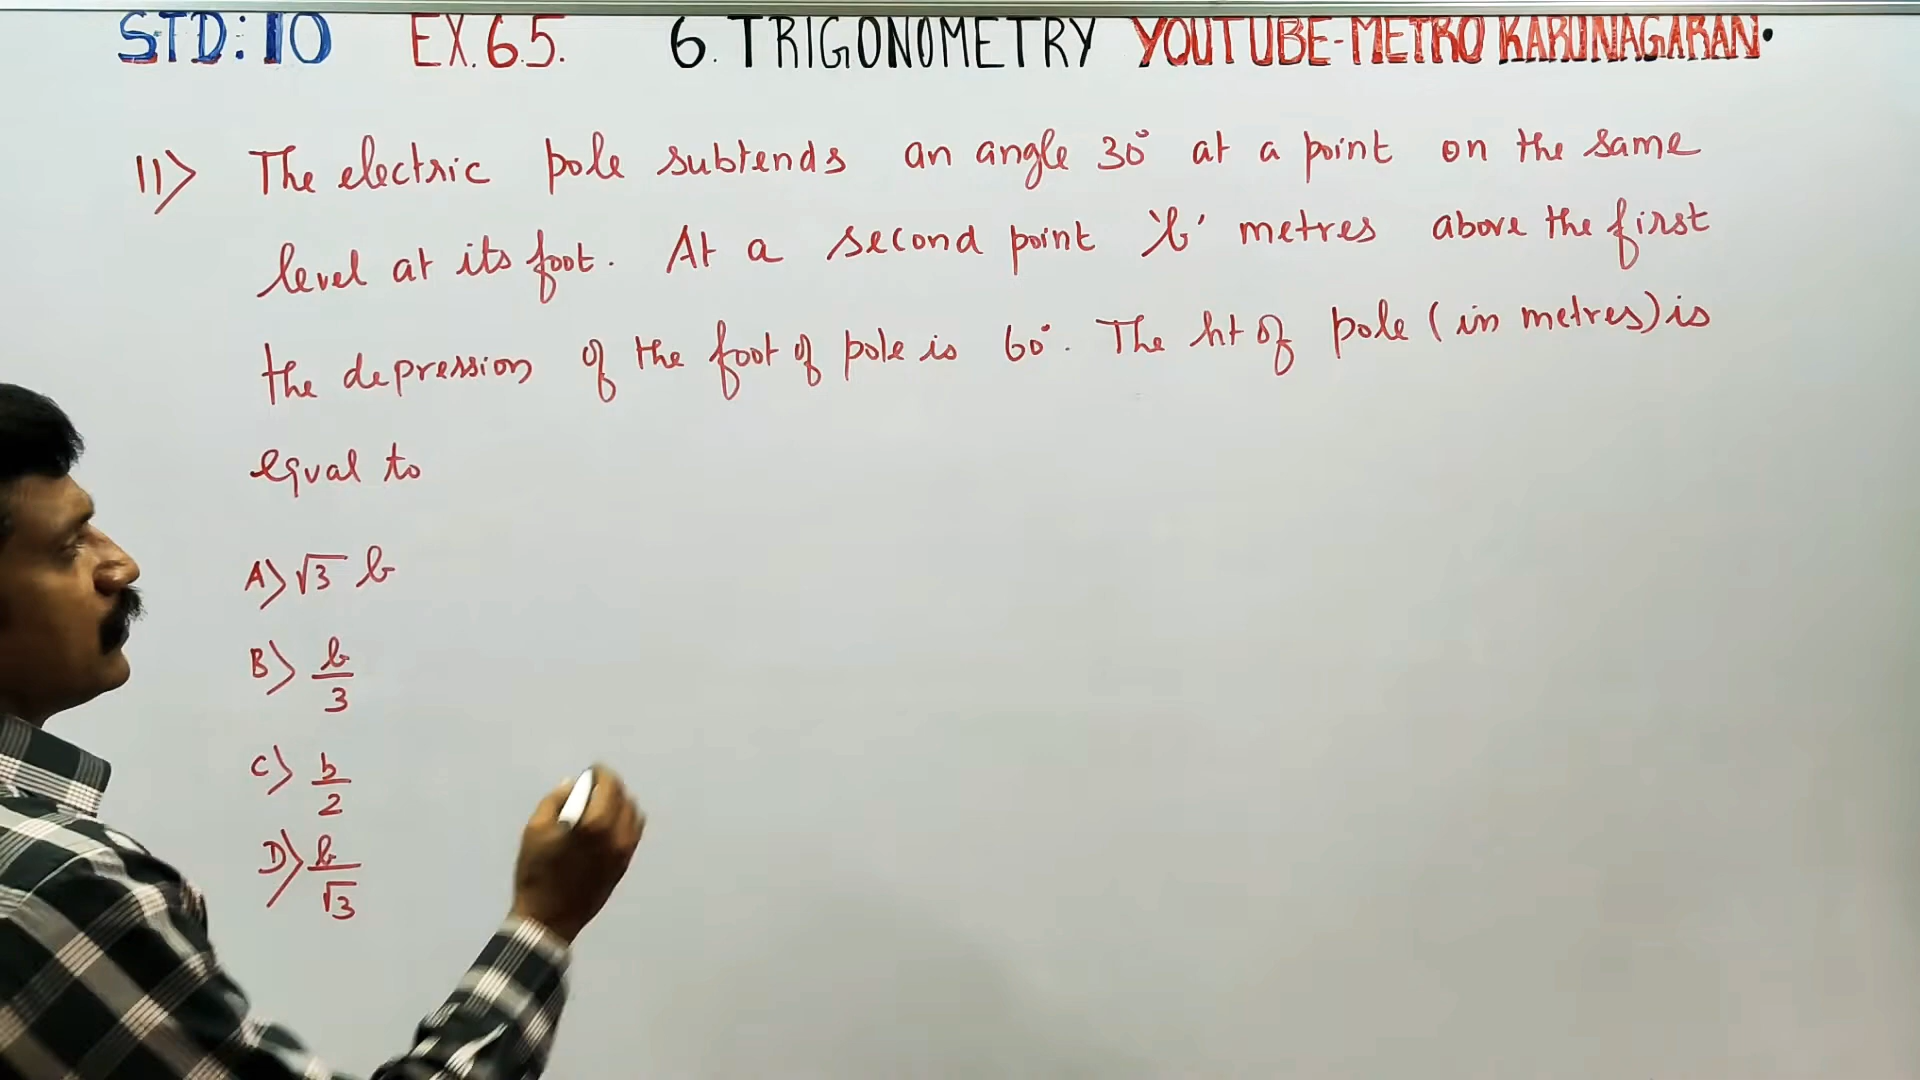 STD:10 EX.6.5. 6. TRIGONOMETRY YOUTUBE-METRO KARUNAGARAN.
11) The electric pole subtends an angle 30° at a point on the same
level at its foot. At a second point 'b' metres above the first
the depression of the foot of pole is 60°. The ht of pole (in metres) is
equal to
A) √3 b
B) b/3
C) b/2
D) b/√3